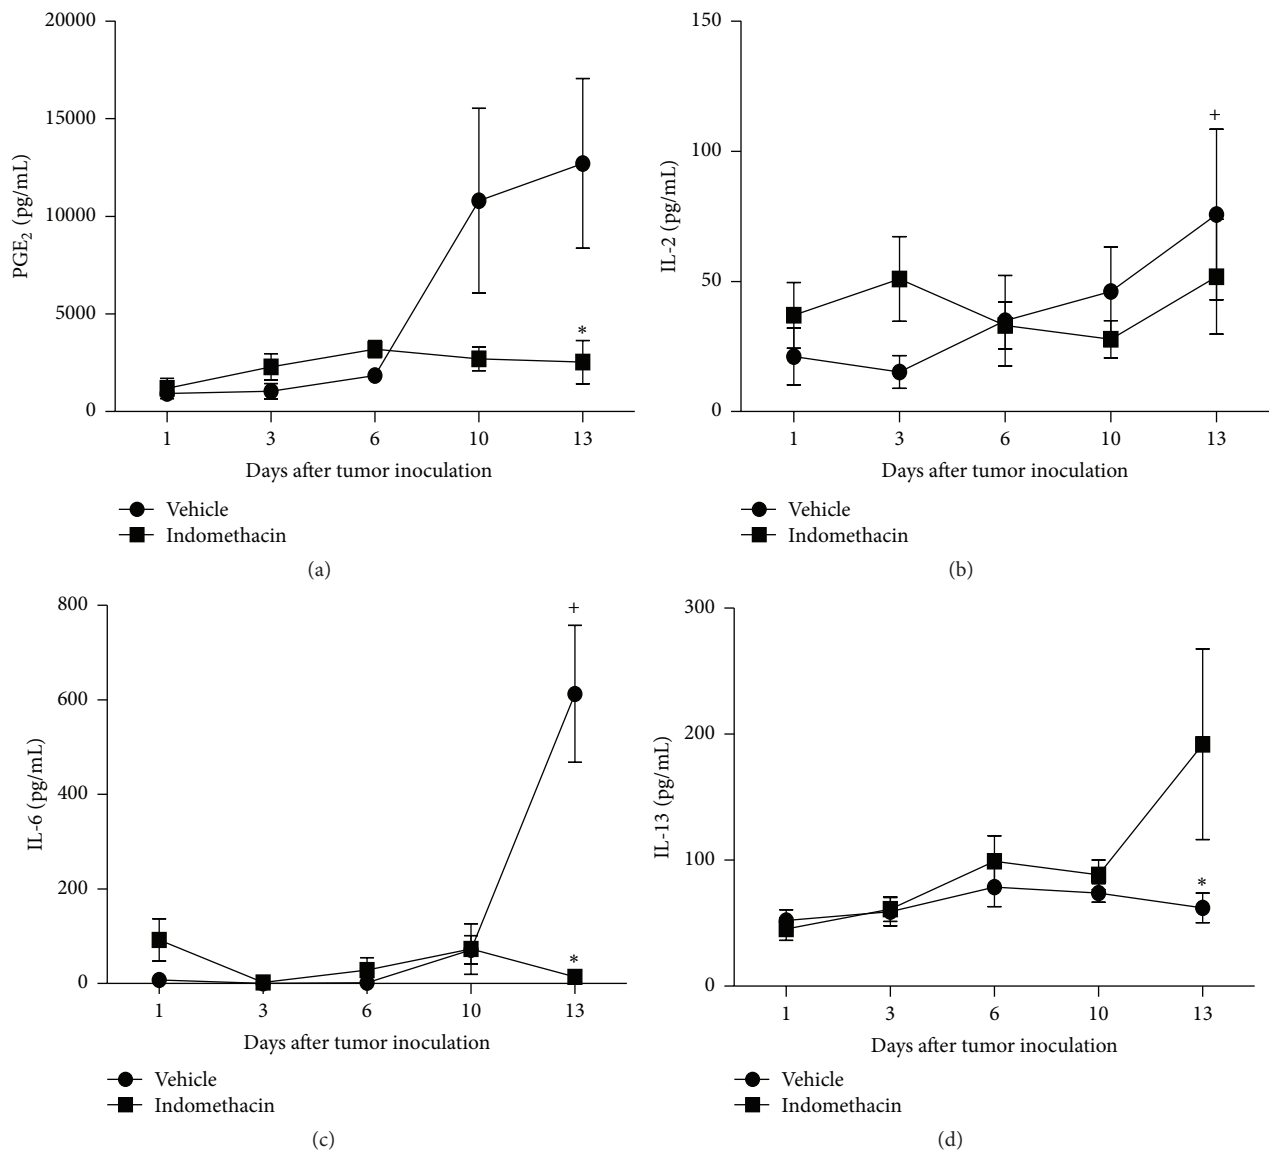 20000
15000
10000
5000
0
PGE₂ (pg/mL)
*
1 3 6 10 13
Days after tumor inoculation
Vehicle
Indomethacin
(a)
150
100
50
0
IL-2 (pg/mL)
+
1 3 6 10 13
Days after tumor inoculation
Vehicle
Indomethacin
(b)
800
600
400
200
0
IL-6 (pg/mL)
+
*
1 3 6 10 13
Days after tumor inoculation
Vehicle
Indomethacin
(c)
300
200
100
0
IL-13 (pg/mL)
*
1 3 6 10 13
Days after tumor inoculation
Vehicle
Indomethacin
(d)